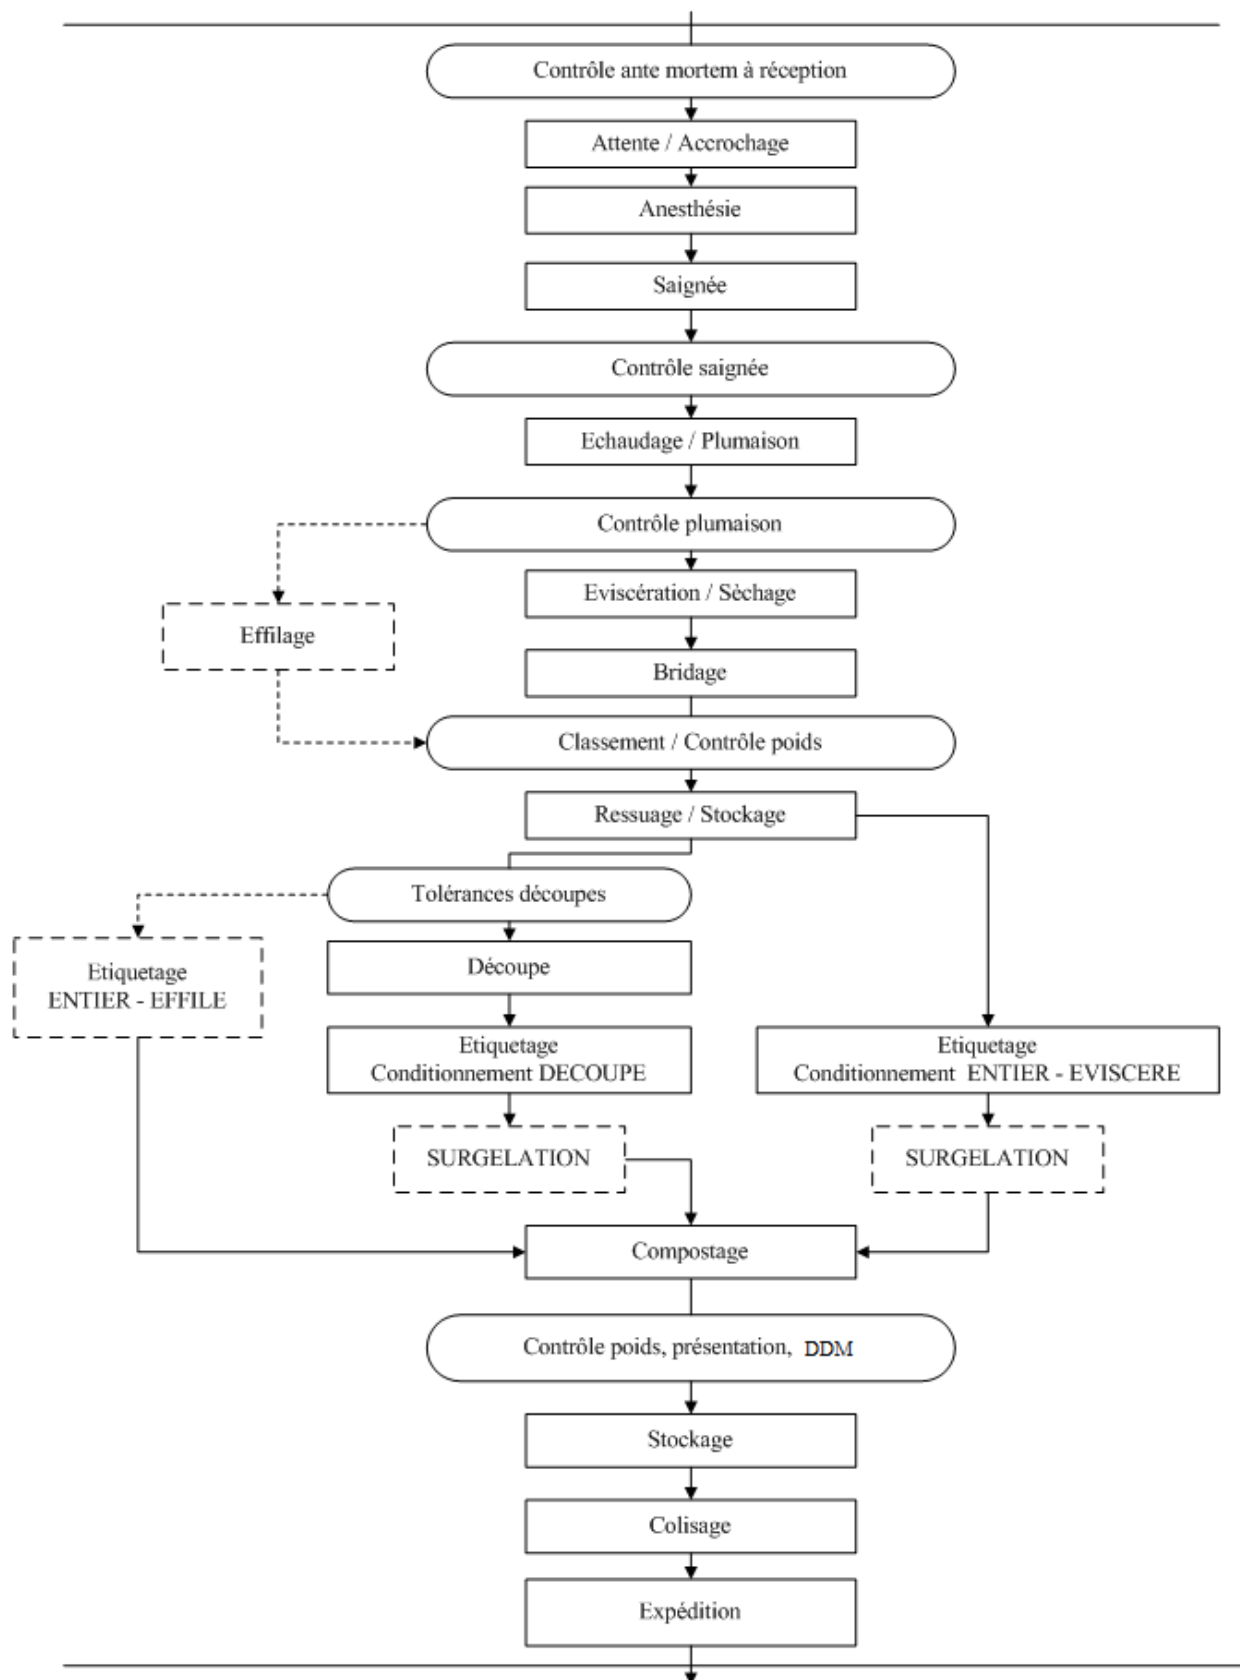 Contrôle ante mortem à réception
Attente / Accrochage
Anesthésie
Saignée
Contrôle saignée
Echaudage / Plumaison
Contrôle plumaison
Eviscération / Sèchage
Effilage
Bridage
Classement / Contrôle poids
Ressuage / Stockage
Tolérances découpes
Etiquetage
ENTIER - EFFILE
Découpe
Etiquetage
Conditionnement DECOUPE
Etiquetage
Conditionnement ENTIER - EVISCERE
SURGELATION
SURGELATION
Compostage
Contrôle poids, présentation, DDM
Stockage
Colisage
Expédition